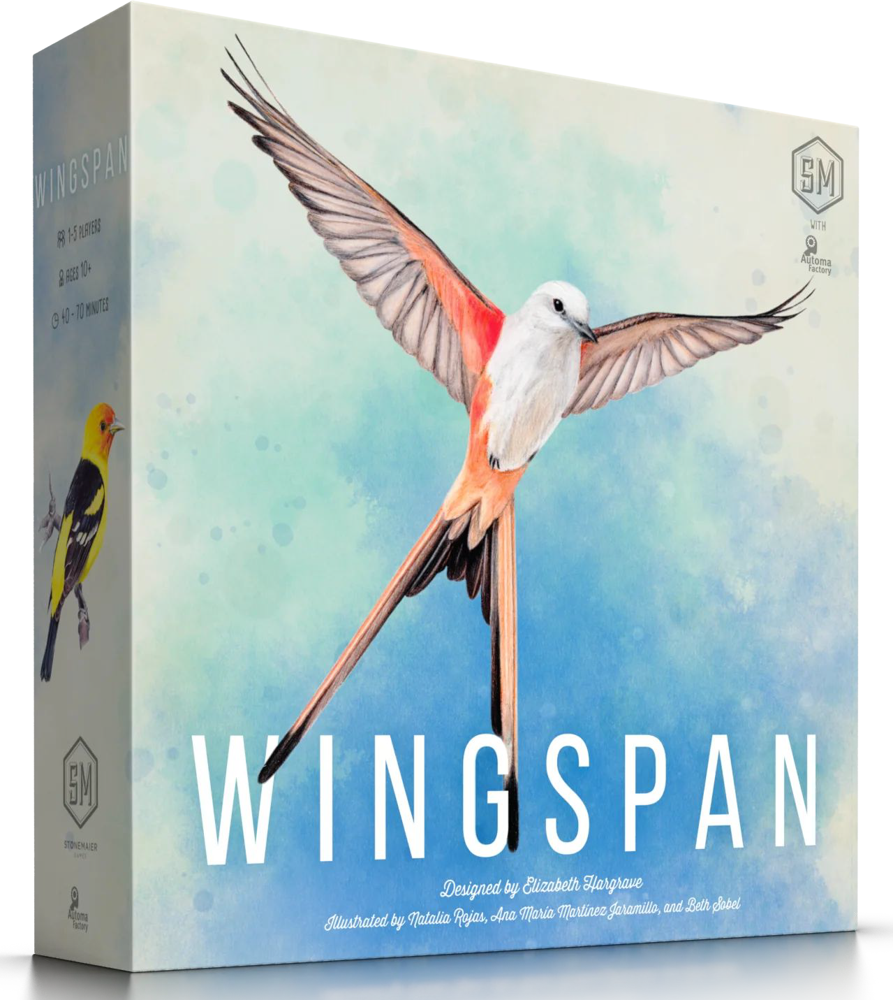 WINGSPAN
1-5 PLAYERS
AGES 10+
40 - 70 MINUTES
SM
STONEMAIER
GAMES
Automa
Factory
SM
WITH
Automa
Factory
WINGSPAN
Designed by Elizabeth Hargrave
Illustrated by Natalia Rojas, Ana María Martínez Jaramillo, and Beth Sobel